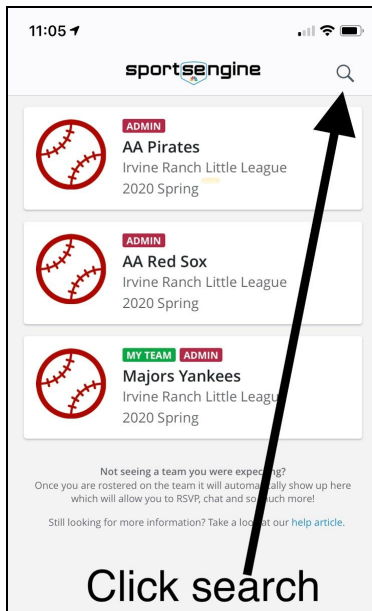 11:05
sportsengine
ADMIN
AA Pirates
Irvine Ranch Little League
2020 Spring
ADMIN
AA Red Sox
Irvine Ranch Little League
2020 Spring
MY TEAM ADMIN
Majors Yankees
Irvine Ranch Little League
2020 Spring
Not seeing a team you were expecting?
Once you are rostered on the team it will automatically show up here
which will allow you to RSVP, chat and so much more!
Still looking for more information? Take a look at our help article.
Click search